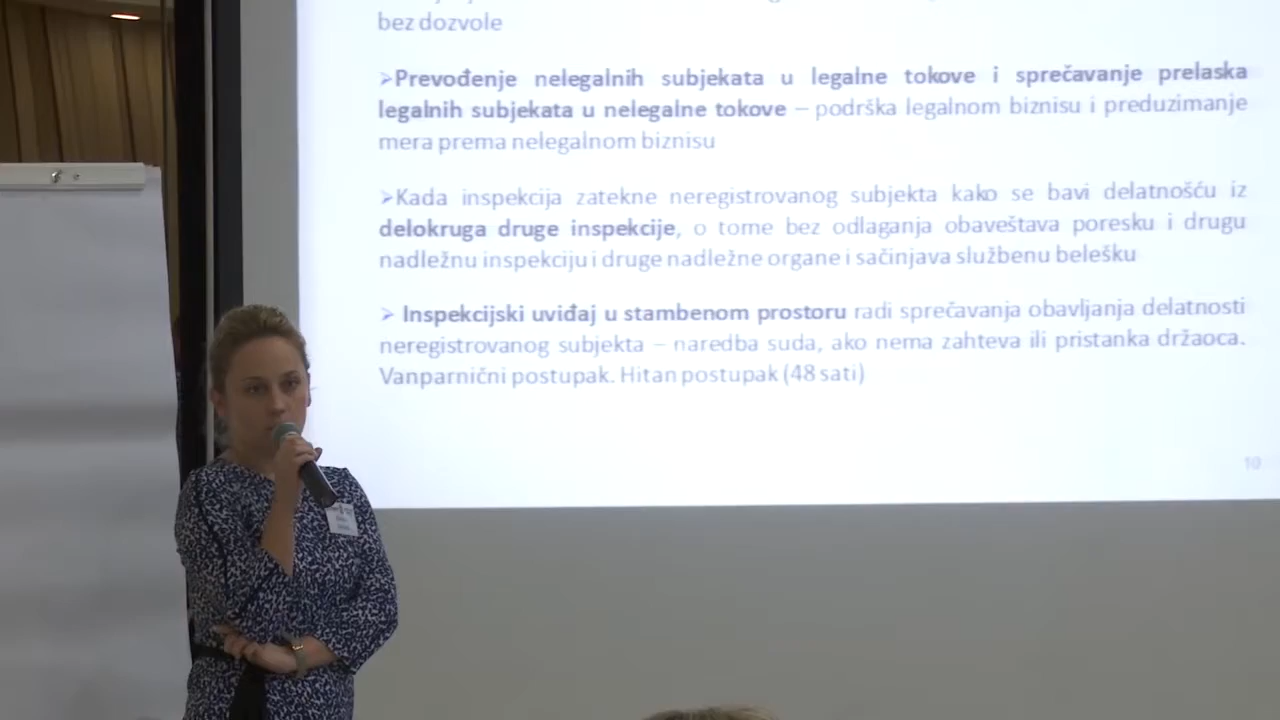 bez dozvole
➢Prevođenje nelegalnih subjekata u legalne tokove i sprečavanje prelaska
legalnih subjekata u nelegalne tokove – podrška legalnom biznisu i preduzimanje
mera prema nelegalnom biznisu
➢Kada inspekcija zatekne neregistrovanog subjekta kako se bavi delatnošću iz
delokruga druge inspekcije, o tome bez odlaganja obaveštava poresku i drugu
nadležnu inspekciju i druge nadležne organe i sačinjava službenu belešku
➢ Inspekcijski uviđaj u stambenom prostoru radi sprečavanja obavljanja delatnosti
neregistrovanog subjekta – naredba suda, ako nema zahteva ili pristanka držaoca.
Vanparnični postupak. Hitan postupak (48 sati)
10